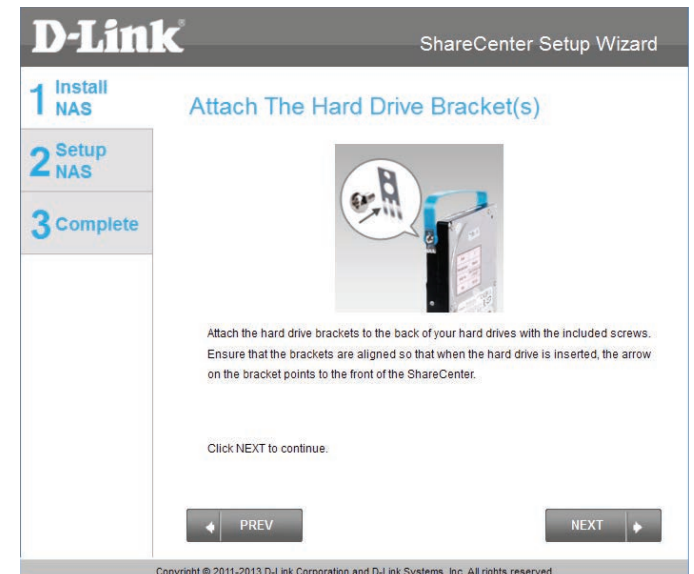 D-Link
ShareCenter Setup Wizard
1 Install
NAS
2 Setup
NAS
3 Complete
Attach The Hard Drive Bracket(s)
Attach the hard drive brackets to the back of your hard drives with the included screws.
Ensure that the brackets are aligned so that when the hard drive is inserted, the arrow
on the bracket points to the front of the ShareCenter.
Click NEXT to continue.
PREV
NEXT
Copyright © 2011-2013 D-Link Corporation and D-Link Systems, Inc. All rights reserved.